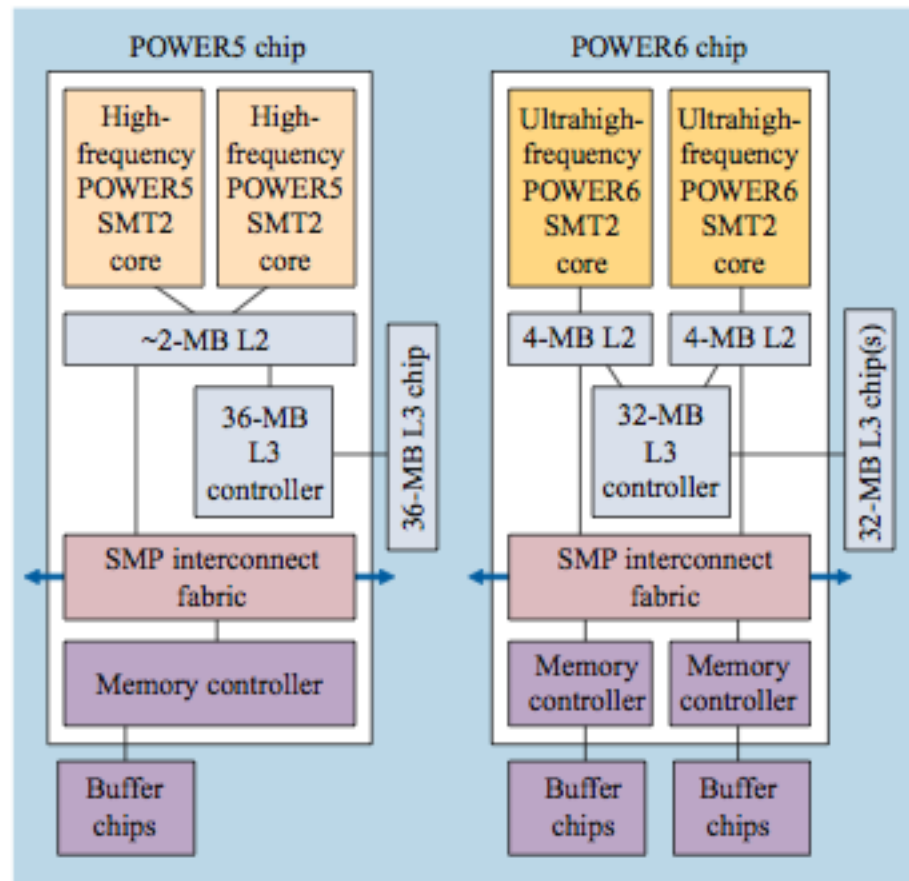 POWER5 chip
High-
frequency
POWER5
SMT2
core
High-
frequency
POWER5
SMT2
core
~2-MB L2
36-MB
L3
controller
36-MB L3 chip
SMP interconnect
fabric
Memory controller
Buffer
chips
POWER6 chip
Ultrahigh-
frequency
POWER6
SMT2
core
Ultrahigh-
frequency
POWER6
SMT2
core
4-MB L2
4-MB L2
32-MB
L3
controller
32-MB L3 chip(s)
SMP interconnect
fabric
Memory
controller
Memory
controller
Buffer
chips
Buffer
chips